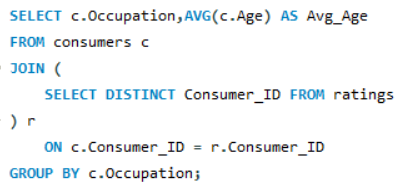 SELECT c.Occupation,AVG(c.Age) AS Avg_Age
FROM consumers c
JOIN (
SELECT DISTINCT Consumer_ID FROM ratings
) r
ON c.Consumer_ID = r.Consumer_ID
GROUP BY c.Occupation;